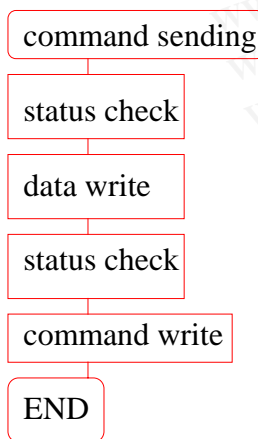 command sending
status check
data write
status check
command write
END